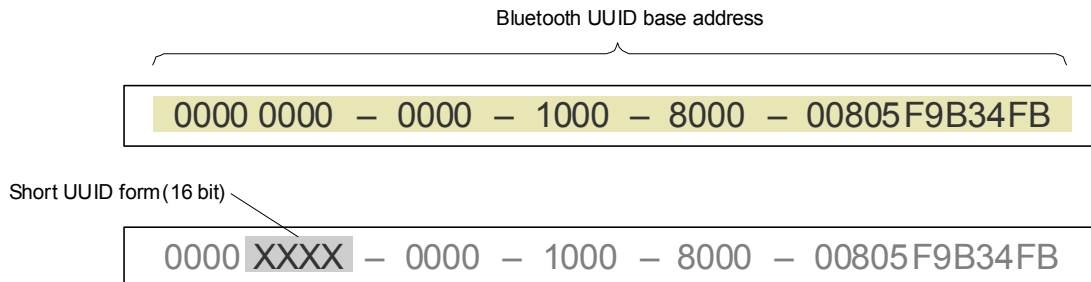 Bluetooth UUID base address
0000 0000 – 0000 – 1000 – 8000 – 00805F9B34FB
Short UUID form (16 bit)
0000 XXXX – 0000 – 1000 – 8000 – 00805F9B34FB